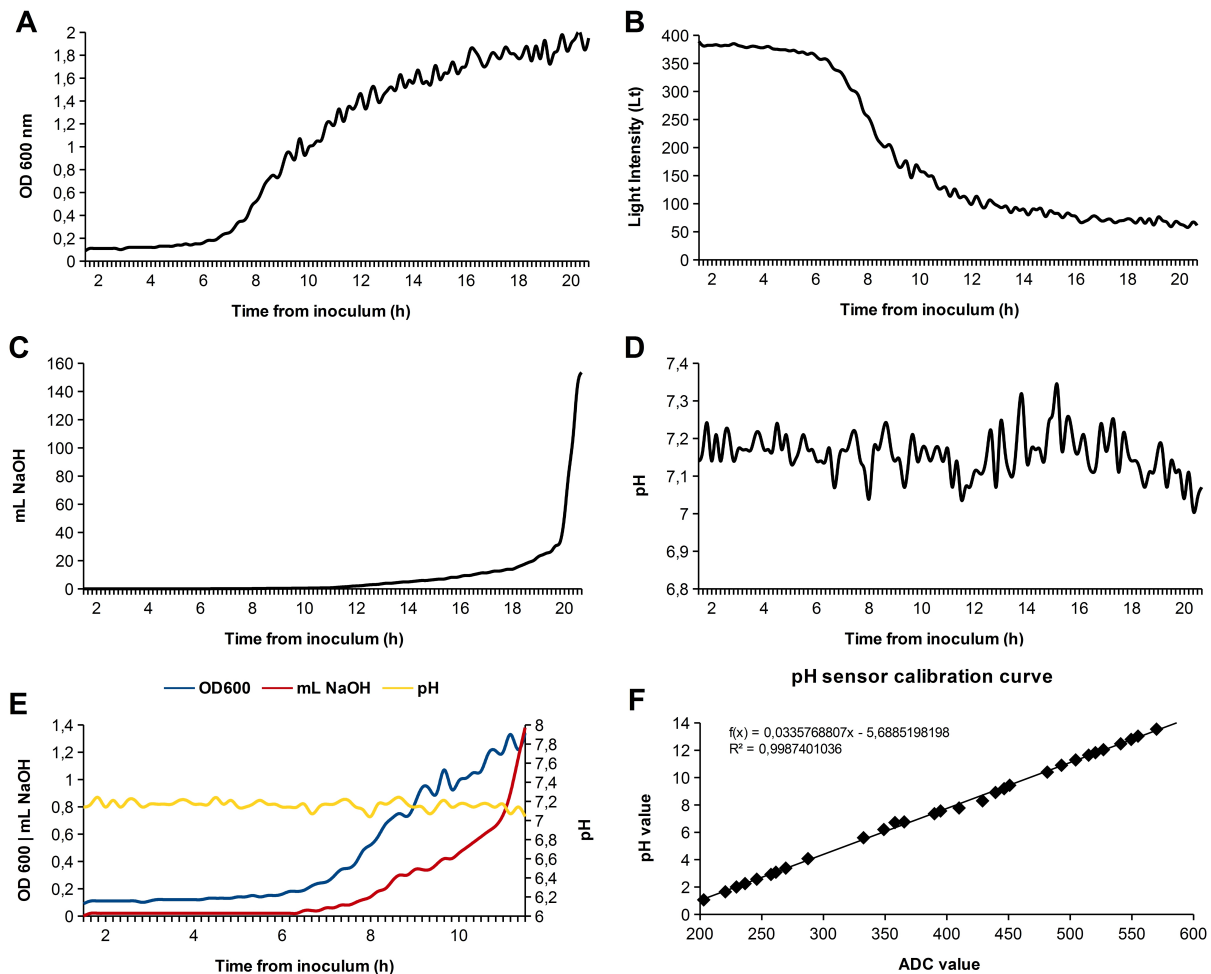 A
2
1,8
1,6
1,4
1,2
1
0,8
0,6
0,4
0,2
0
OD 600 nm
2 4 6 8 10 12 14 16 18 20
Time from inoculum (h)
B
400
350
300
250
200
150
100
50
0
Light Intensity (Lt)
2 4 6 8 10 12 14 16 18 20
Time from inoculum (h)
C
160
140
120
100
80
60
40
20
0
mL NaOH
2 4 6 8 10 12 14 16 18 20
Time from inoculum (h)
D
7,4
7,3
7,2
7,1
7
6,9
6,8
pH
2 4 6 8 10 12 14 16 18 20
Time from inoculum (h)
E
OD600 mL NaOH pH
1,4
1,2
1
0,8
0,6
0,4
0,2
0
OD 600 | mL NaOH
8
7,8
7,6
7,4
7,2
7
6,8
6,6
6,4
6,2
6
pH
2 4 6 8 10
Time from inoculum (h)
pH sensor calibration curve
F
f(x) = 0,0335768807x - 5,6885198198
R² = 0,9987401036
14
12
10
8
6
4
2
0
pH value
200 250 300 350 400 450 500 550 600
ADC value